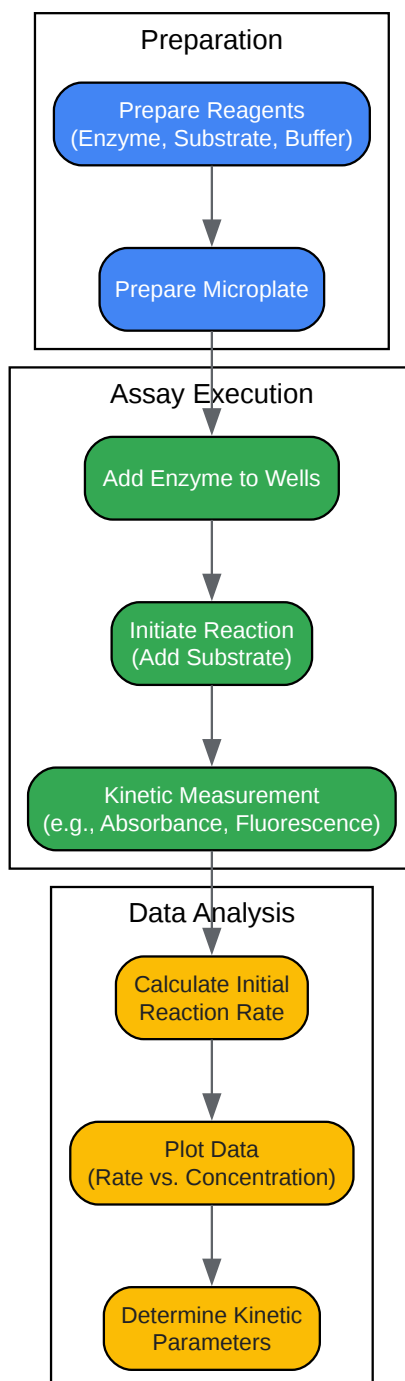 Preparation
Prepare Reagents
(Enzyme, Substrate, Buffer)
Prepare Microplate
Assay Execution
Add Enzyme to Wells
Initiate Reaction
(Add Substrate)
Kinetic Measurement
(e.g., Absorbance, Fluorescence)
Data Analysis
Calculate Initial
Reaction Rate
Plot Data
(Rate vs. Concentration)
Determine Kinetic
Parameters